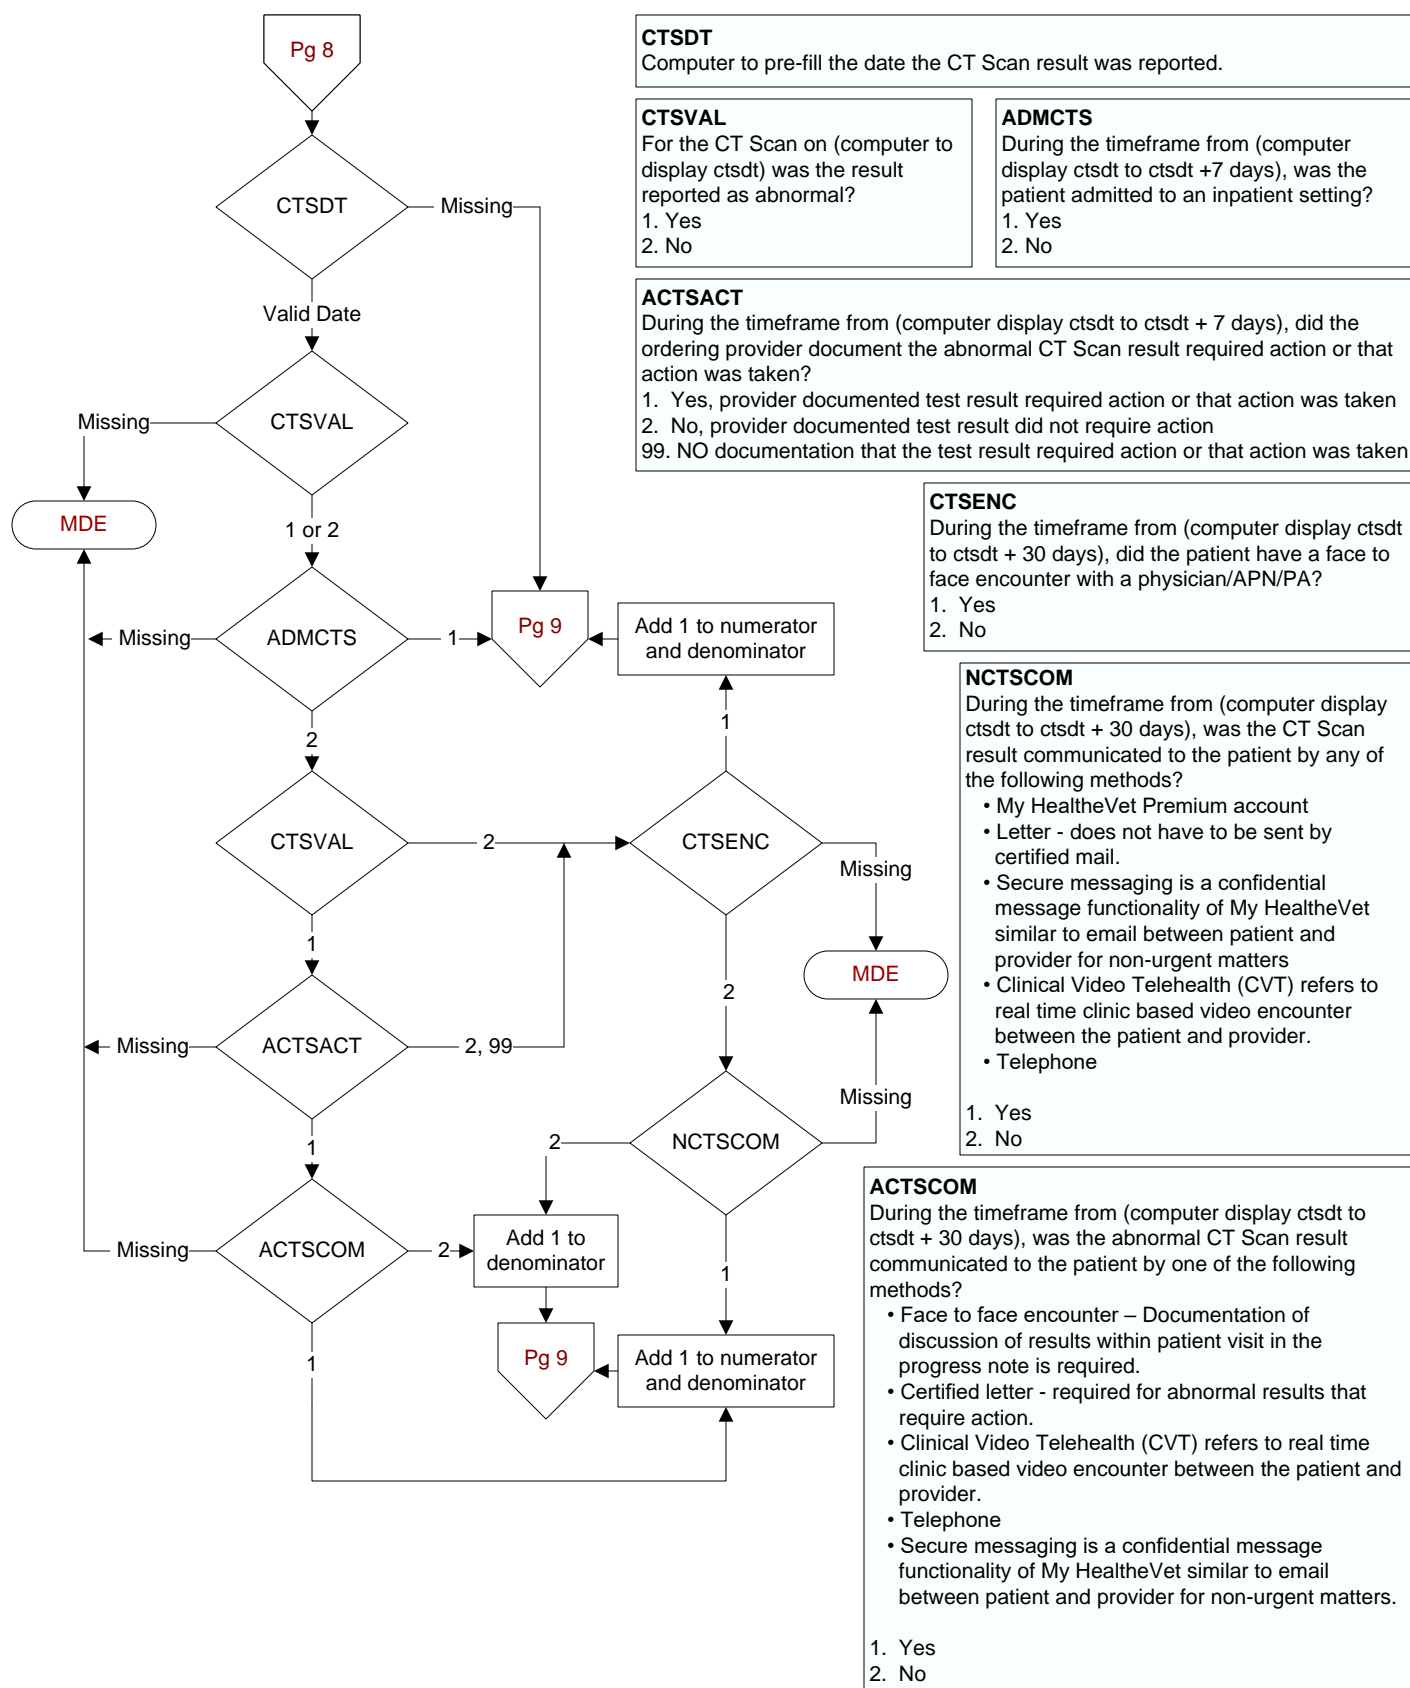 Pg 8
CTSDT
Missing
Valid Date
CTSVAL
Missing
MDE
1 or 2
ADMCTS
Missing
1
Pg 9
Add 1 to numerator
and denominator
1
2
CTSVAL
2
CTSENC
Missing
MDE
1
2
ACTSACT
Missing
2, 99
Missing
1
NCTSCOM
2
ACTSCOM
Missing
2
Add 1 to
denominator
1
1
Pg 9
Add 1 to numerator
and denominator
CTSDT
Computer to pre-fill the date the CT Scan result was reported.
CTSVAL
For the CT Scan on (computer to
display ctsdt) was the result
reported as abnormal?
1. Yes
2. No
ADMCTS
During the timeframe from (computer
display ctsdt to ctsdt +7 days), was the
patient admitted to an inpatient setting?
1. Yes
2. No
ACTSACT
During the timeframe from (computer display ctsdt to ctsdt + 7 days), did the
ordering provider document the abnormal CT Scan result required action or that
action was taken?
1. Yes, provider documented test result required action or that action was taken
2. No, provider documented test result did not require action
99. NO documentation that the test result required action or that action was taken
CTSENC
During the timeframe from (computer display ctsdt
to ctsdt + 30 days), did the patient have a face to
face encounter with a physician/APN/PA?
1. Yes
2. No
NCTSCOM
During the timeframe from (computer display
ctsdt to ctsdt + 30 days), was the CT Scan
result communicated to the patient by any of
the following methods?
• My HealtheVet Premium account
• Letter - does not have to be sent by
certified mail.
• Secure messaging is a confidential
message functionality of My HealtheVet
similar to email between patient and
provider for non-urgent matters
• Clinical Video Telehealth (CVT) refers to
real time clinic based video encounter
between the patient and provider.
• Telephone
1. Yes
2. No
ACTSCOM
During the timeframe from (computer display ctsdt to
ctsdt + 30 days), was the abnormal CT Scan result
communicated to the patient by one of the following
methods?
• Face to face encounter – Documentation of
discussion of results within patient visit in the
progress note is required.
• Certified letter - required for abnormal results that
require action.
• Clinical Video Telehealth (CVT) refers to real time
clinic based video encounter between the patient and
provider.
• Telephone
• Secure messaging is a confidential message
functionality of My HealtheVet similar to email
between patient and provider for non-urgent matters.
1. Yes
2. No